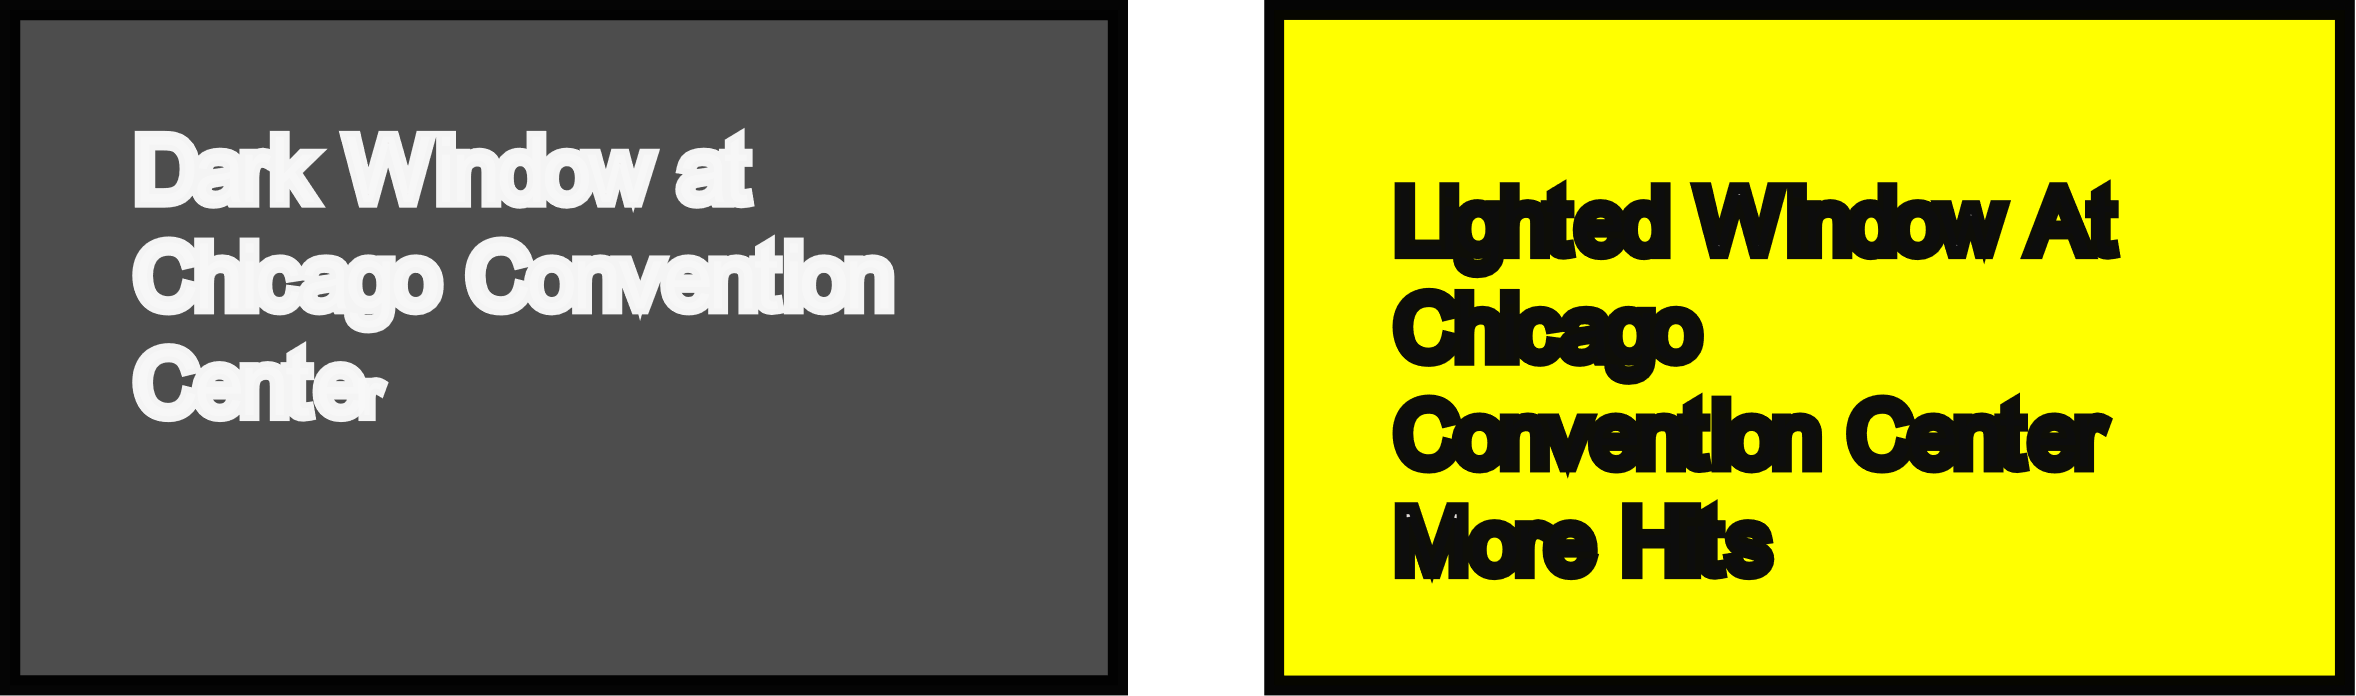 Dark Window at
Chicago Convention
Center
Lighted Window At
Chicago
Convention Center
More Hits